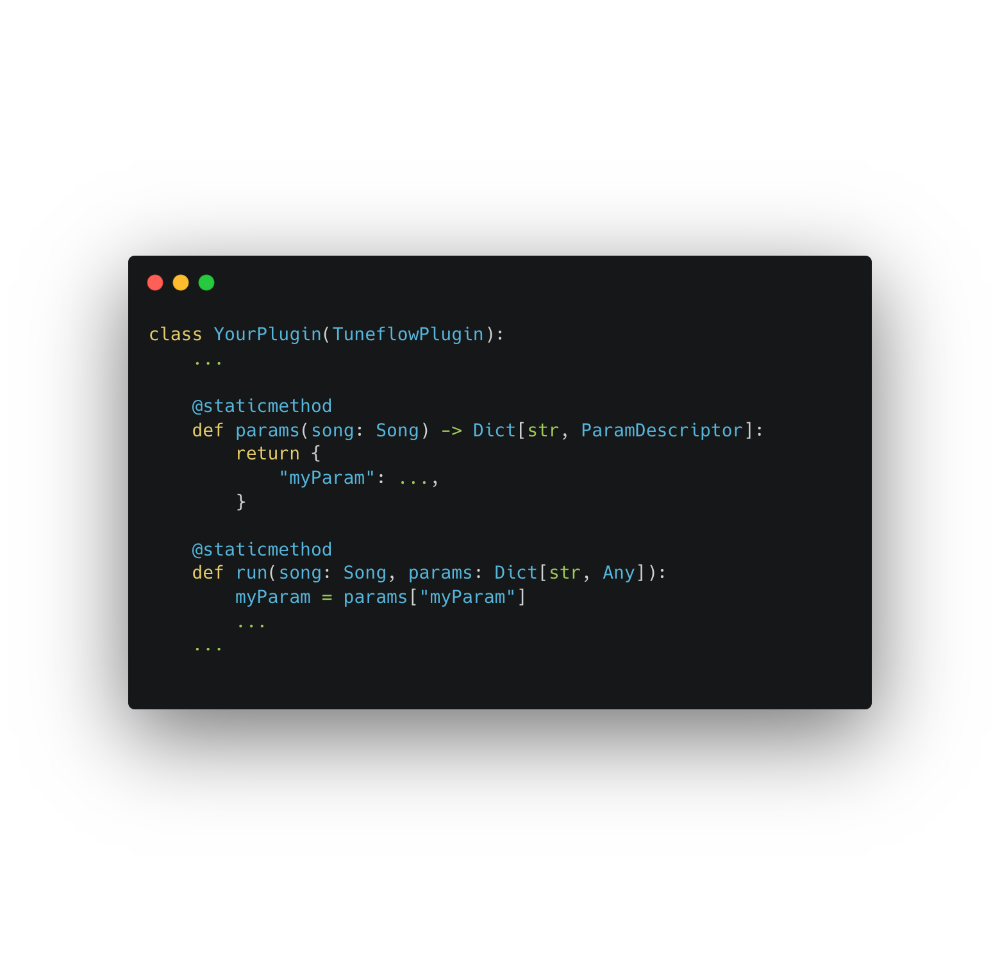 class YourPlugin(TuneflowPlugin):
    ...

    @staticmethod
    def params(song: Song) -> Dict[str, ParamDescriptor]:
        return {
            "myParam": ...,
        }

    @staticmethod
    def run(song: Song, params: Dict[str, Any]):
        myParam = params["myParam"]
        ...
    ...